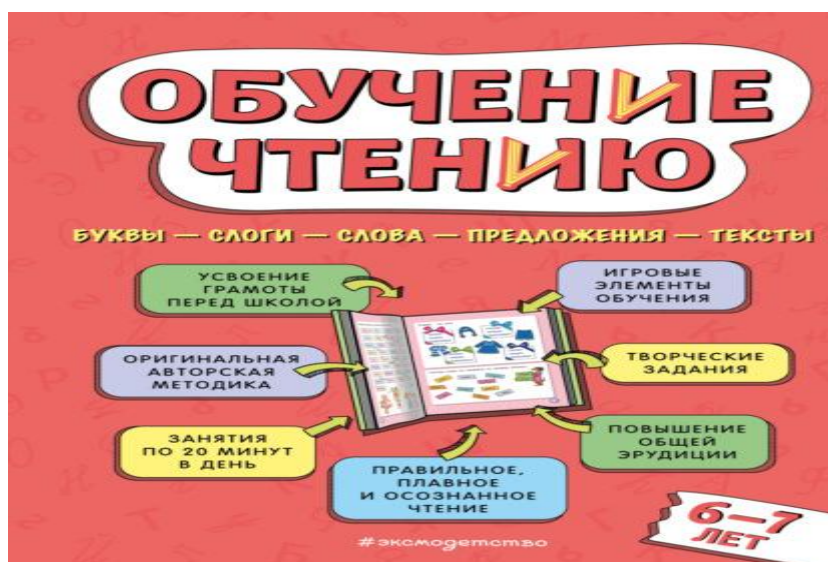 ОБУЧЕНИЕ
ЧТЕНИЮ
БУКВЫ — СЛОГИ — СЛОВА — ПРЕДЛОЖЕНИЯ — ТЕКСТЫ
УСВОЕНИЕ
ГРАМОТЫ
ПЕРЕД ШКОЛОЙ
ИГРОВЫЕ
ЭЛЕМЕНТЫ
ОБУЧЕНИЯ
ОРИГИНАЛЬНАЯ
АВТОРСКАЯ
МЕТОДИКА
ТВОРЧЕСКИЕ
ЗАДАНИЯ
ЗАНЯТИЯ
ПО 20 МИНУТ
В ДЕНЬ
ПОВЫШЕНИЕ
ОБЩЕЙ
ЭРУДИЦИИ
ПРАВИЛЬНОЕ,
ПЛАВНОЕ
И ОСОЗНАННОЕ
ЧТЕНИЕ
6–7
ЛЕТ
#эксмодетство